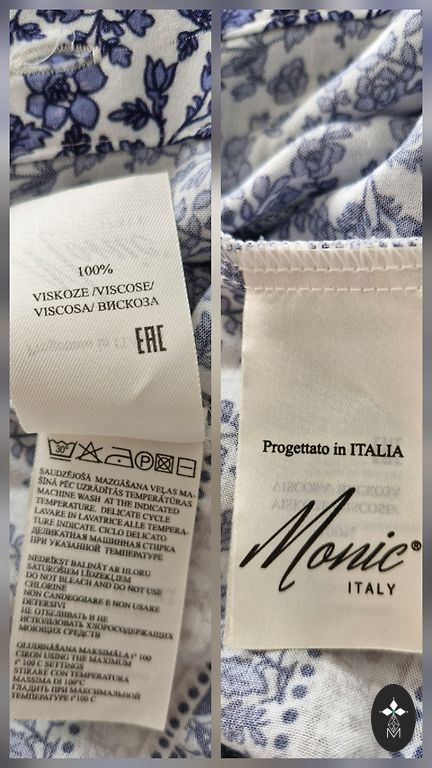 100%
VISKOZE /VISCOSE/
VISCOSA/ ВИСКОЗА
EAC
30°
P
SAUDZĒJOŠĀ MAZGĀŠANA VEĻAS MA-
ŠĪNĀ PĒC UZRĀDĪTĀS TEMPERATŪRAS
MACHINE WASH AT THE INDICATED
TEMPERATURE. DELICATE CYCLE
LAVARE IN LAVATRICE ALLE TEMPERA-
TURE INDICATE. CICLO DELICATO
ДЕЛИКАТНАЯ МАШИННАЯ СТИРКА
ПРИ УКАЗАННОЙ ТЕМПЕРАТУРЕ
NEDRĪKST BALINĀT AR HLORU
SATUROŠIEM LĪDZEKĻIEM
DO NOT BLEACH AND DO NOT USE
CHLORINE
NON CANDEGGIARE E NON USARE
DETERSIVI
НЕ ОТБЕЛИВАТЬ И НЕ
ИСПОЛЬЗОВАТЬ ХЛОРОСОДЕРЖАЩИХ
МОЮЩИХ СРЕДСТВ
GLUDINĀŠANA MAKSIMĀLA t° 100
CIRON USING THE MAXIMUM
t° 100 C SETTINGS
STIRARE CON TEMPERATURA
MASSIMA DI 100°C
ГЛАДИТЬ ПРИ МАКСИМАЛЬНОЙ
ТЕМПЕРАТУРЕ t°100 C
Progettato in ITALIA
Monic®
ITALY
M